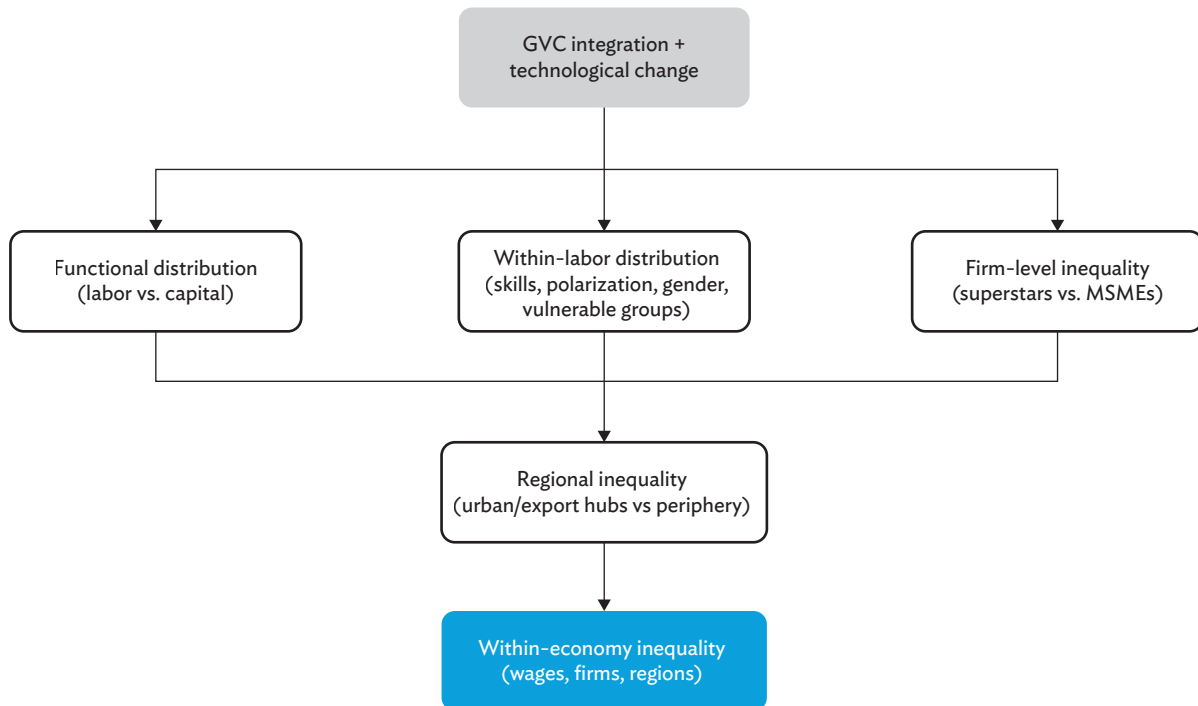 GVC integration +
technological change
Functional distribution
(labor vs. capital)
Within-labor distribution
(skills, polarization, gender,
vulnerable groups)
Firm-level inequality
(superstars vs. MSMEs)
Regional inequality
(urban/export hubs vs periphery)
Within-economy inequality
(wages, firms, regions)